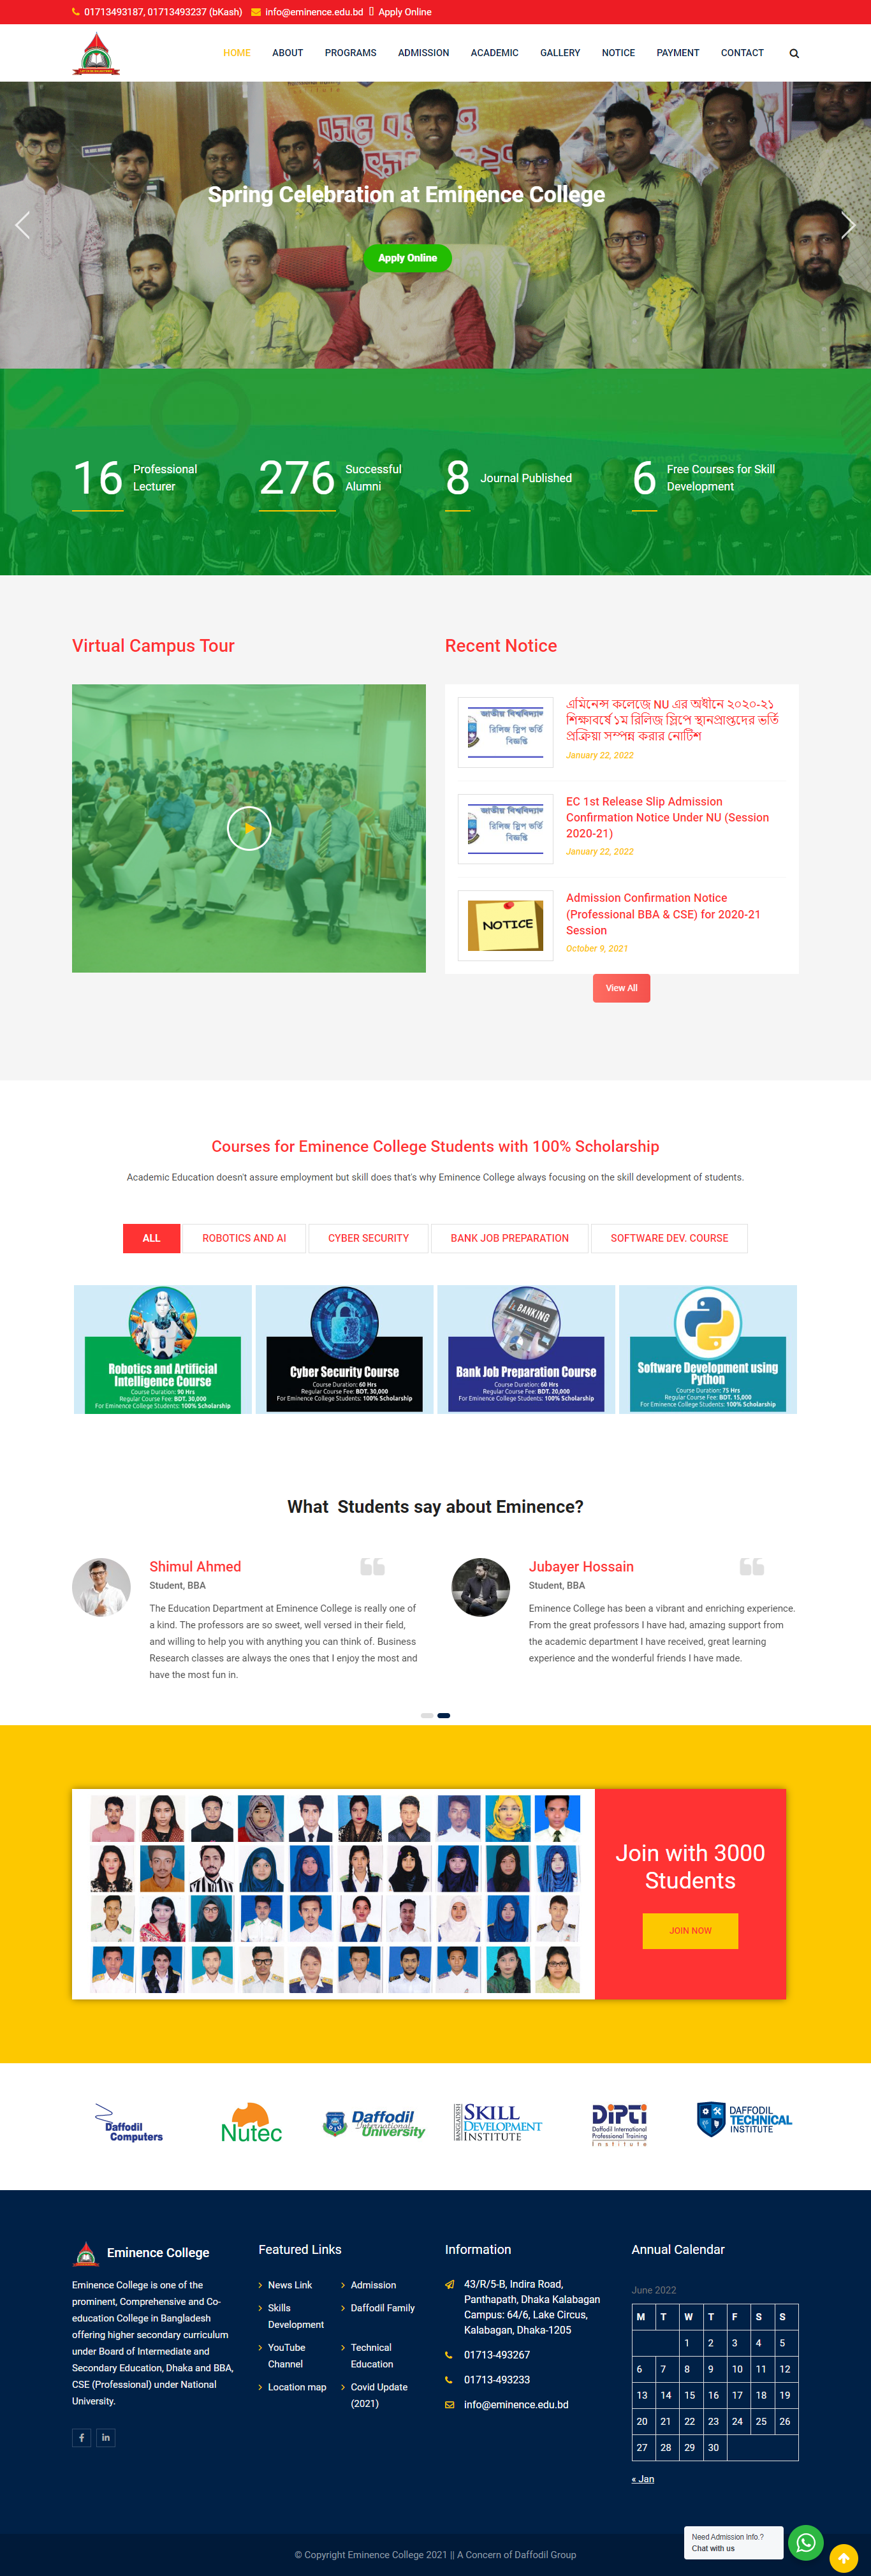 01713493187, 01713493237 (bKash) info@eminence.edu.bd Apply Online
HOME ABOUT PROGRAMS ADMISSION ACADEMIC GALLERY NOTICE PAYMENT CONTACT
Spring Celebration at Eminence College
Apply Online
16 Professional Lecturer
276 Successful Alumni
8 Journal Published
6 Free Courses for Skill Development
Virtual Campus Tour
Recent Notice
জাতীয় বিশ্ববিদ্যাল
রিলিজ স্লিপ ভর্তি
বিজ্ঞপ্তি
এমিনেন্স কলেজে NU এর অধীনে ২০২০-২১
শিক্ষাবর্ষে ১ম রিলিজ স্লিপে স্থানপ্রাপ্তদের ভর্তি
প্রক্রিয়া সম্পন্ন করার নোটিশ
January 22, 2022
জাতীয় বিশ্ববিদ্যাল
রিলিজ স্লিপ ভর্তি
বিজ্ঞপ্তি
EC 1st Release Slip Admission
Confirmation Notice Under NU (Session
2020-21)
January 22, 2022
NOTICE
Admission Confirmation Notice
(Professional BBA & CSE) for 2020-21
Session
October 9, 2021
View All
Courses for Eminence College Students with 100% Scholarship
Academic Education doesn't assure employment but skill does that's why Eminence College always focusing on the skill development of students.
ALL ROBOTICS AND AI CYBER SECURITY BANK JOB PREPARATION SOFTWARE DEV. COURSE
Robotics and Artificial
Intelligence Course
Course Duration: 90 Hrs
Regular Course Fee: BDT. 30,000
For Eminence College Students: 100% Scholarship
Cyber Security Course
Course Duration: 60 Hrs
Regular Course Fee: BDT. 30,000
For Eminence College Students: 100% Scholarship
BANKING
Bank Job Preparation Course
Course Duration: 60 Hrs
Regular Course Fee: BDT. 20,000
For Eminence College Students: 100% Scholarship
Software Development using
Python
Course Duration: 75 Hrs
Regular Course Fee: BDT. 15,000
For Eminence College Students: 100% Scholarship
What Students say about Eminence?
Shimul Ahmed
Student, BBA
The Education Department at Eminence College is really one of
a kind. The professors are so sweet, well versed in their field,
and willing to help you with anything you can think of. Business
Research classes are always the ones that I enjoy the most and
have the most fun in.
Jubayer Hossain
Student, BBA
Eminence College has been a vibrant and enriching experience.
From the great professors I have had, amazing support from
the academic department I have received, great learning
experience and the wonderful friends I have made.
Join with 3000
Students
JOIN NOW
Daffodil
Computers
Nutec
Daffodil
International
University
BANGLADESH
SKILL
DEVELOPMENT
INSTITUTE
DIPTI
Daffodil International
Professional Training
Institute
DAFFODIL
TECHNICAL
INSTITUTE
Eminence College
Eminence College is one of the
prominent, Comprehensive and Co-
education College in Bangladesh
offering higher secondary curriculum
under Board of Intermediate and
Secondary Education, Dhaka and BBA,
CSE (Professional) under National
University.
Featured Links
News Link Admission
Skills Development Daffodil Family
YouTube Channel Technical Education
Location map Covid Update (2021)
Information
43/R/5-B, Indira Road,
Panthapath, Dhaka Kalabagan
Campus: 64/6, Lake Circus,
Kalabagan, Dhaka-1205
01713-493267
01713-493233
info@eminence.edu.bd
Annual Calendar
June 2022
M T W T F S S
1 2 3 4 5
6 7 8 9 10 11 12
13 14 15 16 17 18 19
20 21 22 23 24 25 26
27 28 29 30
« Jan
Need Admission Info.?
Chat with us
© Copyright Eminence College 2021 || A Concern of Daffodil Group